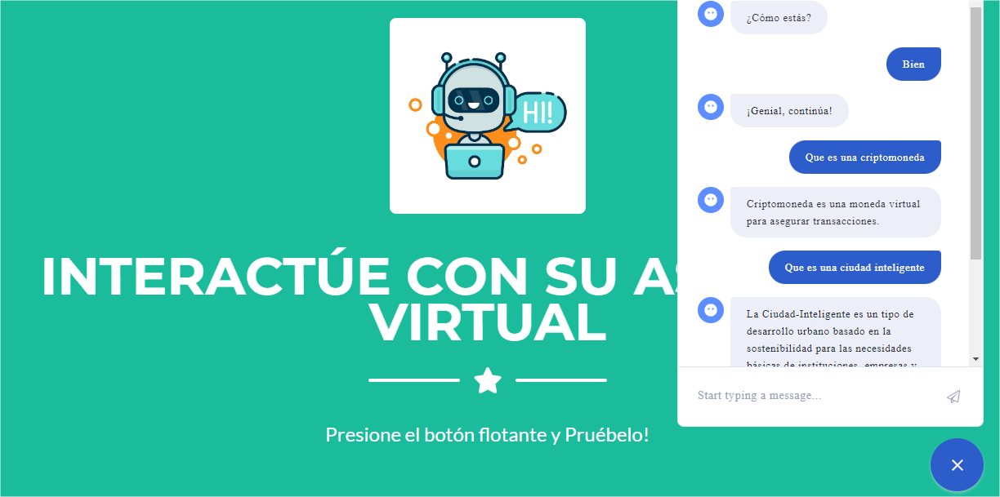 HI!
INTERACTÚE CON SU
VIRTUAL
Presione el botón flotante y Pruébelo!
¿Cómo estás?
Bien
¡Genial, continúa!
Que es una criptomoneda
Criptomoneda es una moneda virtual
para asegurar transacciones.
Que es una ciudad inteligente
La Ciudad-Inteligente es un tipo de
desarrollo urbano basado en la
sostenibilidad para las necesidades
básicas de instituciones, empresas y
Start typing a message...